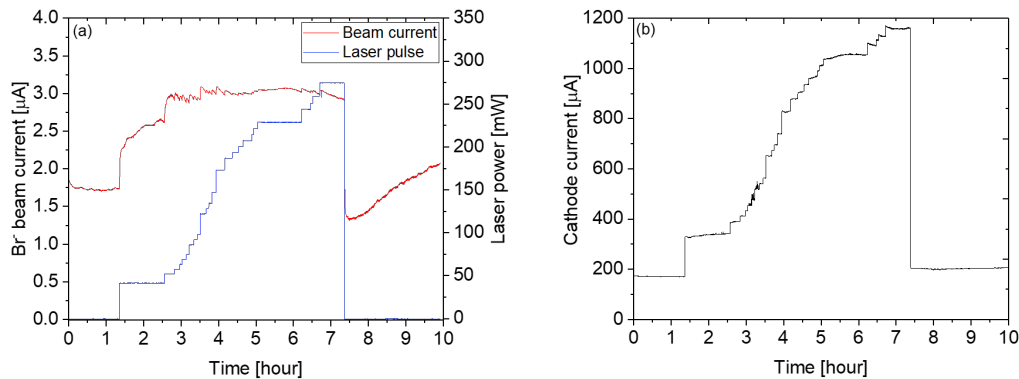 (a)
Beam current
Laser pulse
4.0
3.5
3.0
2.5
2.0
1.5
1.0
0.5
0.0
Br⁻ beam current [µA]
350
300
250
200
150
100
50
0
Laser power [mW]
0 1 2 3 4 5 6 7 8 9 10
Time [hour]
(b)
1200
1000
800
600
400
200
0
Cathode current [µA]
0 1 2 3 4 5 6 7 8 9 10
Time [hour]